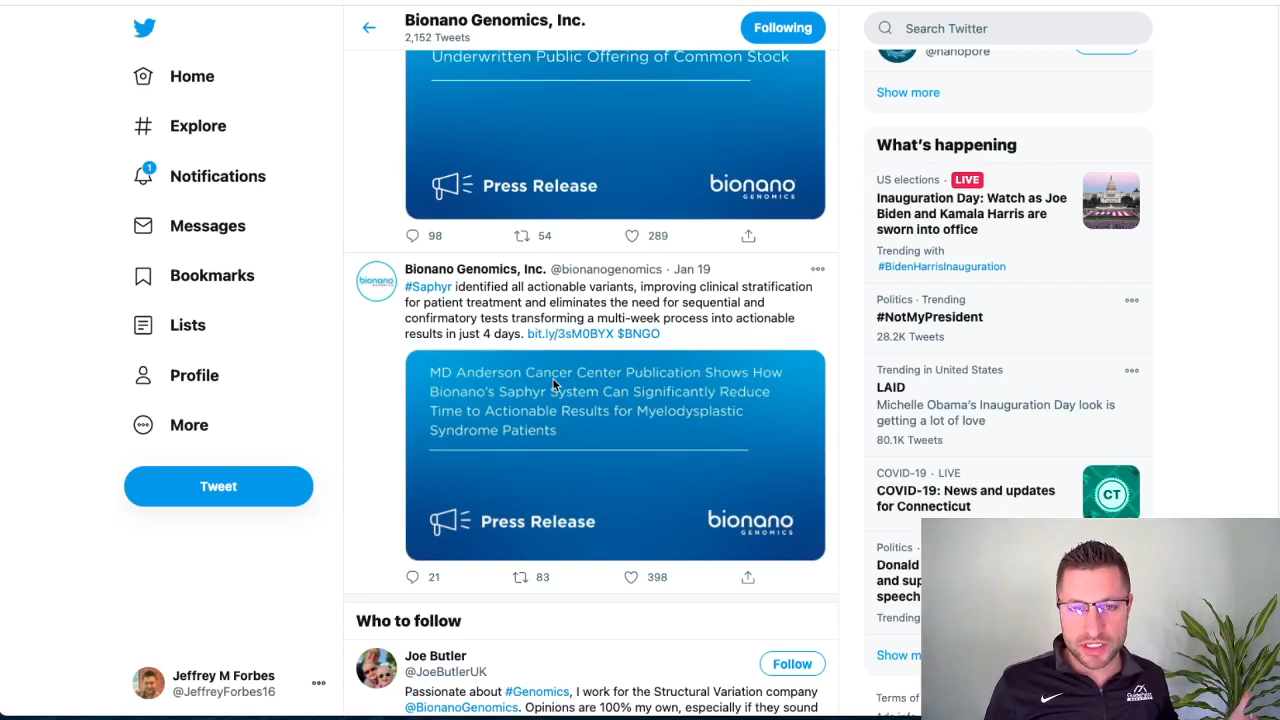 Home
Explore
1
Notifications
Messages
Bookmarks
Lists
Profile
More
Tweet
Jeffrey M Forbes
@JeffreyForbes16
Bionano Genomics, Inc.
2,152 Tweets
Following
Underwritten Public Offering of Common Stock
Press Release
bionano
GENOMICS
98
54
289
Bionano Genomics, Inc. @bionanogenomics · Jan 19
bionano
#Saphyr identified all actionable variants, improving clinical stratification
for patient treatment and eliminates the need for sequential and
confirmatory tests transforming a multi-week process into actionable
results in just 4 days. bit.ly/3sM0BYX $BNGO
MD Anderson Cancer Center Publication Shows How
Bionano's Saphyr System Can Significantly Reduce
Time to Actionable Results for Myelodysplastic
Syndrome Patients
Press Release
bionano
GENOMICS
21
83
398
Who to follow
Joe Butler
@JoeButlerUK
Follow
Passionate about #Genomics, I work for the Structural Variation company
@BionanoGenomics. Opinions are 100% my own, especially if they sound
Search Twitter
@nanopore
Show more
What's happening
US elections · LIVE
Inauguration Day: Watch as Joe
Biden and Kamala Harris are
sworn into office
Trending with
#BidenHarrisInauguration
Politics · Trending
#NotMyPresident
28.2K Tweets
Trending in United States
LAID
Michelle Obama's Inauguration Day look is
getting a lot of love
80.1K Tweets
COVID-19 · LIVE
COVID-19: News and updates
for Connecticut
CT
Politics ·
Donald
and sup
speech
Trending
Show m
Terms of